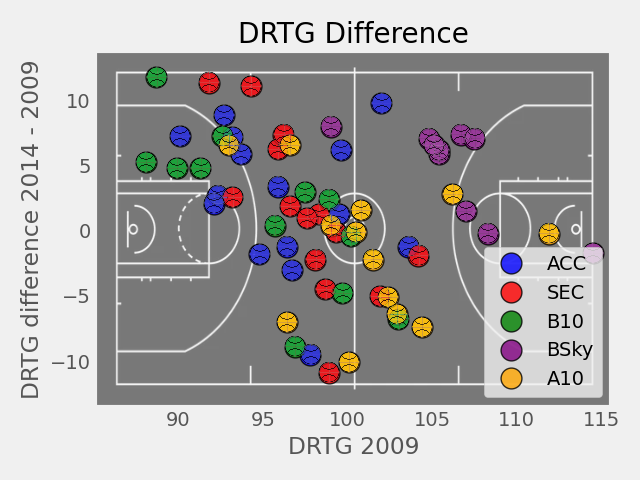 DRTG Difference
DRTG difference 2014 - 2009
10
5
0
−5
−10
ACC
SEC
B10
BSky
A10
90 95 100 105 110 115
DRTG 2009